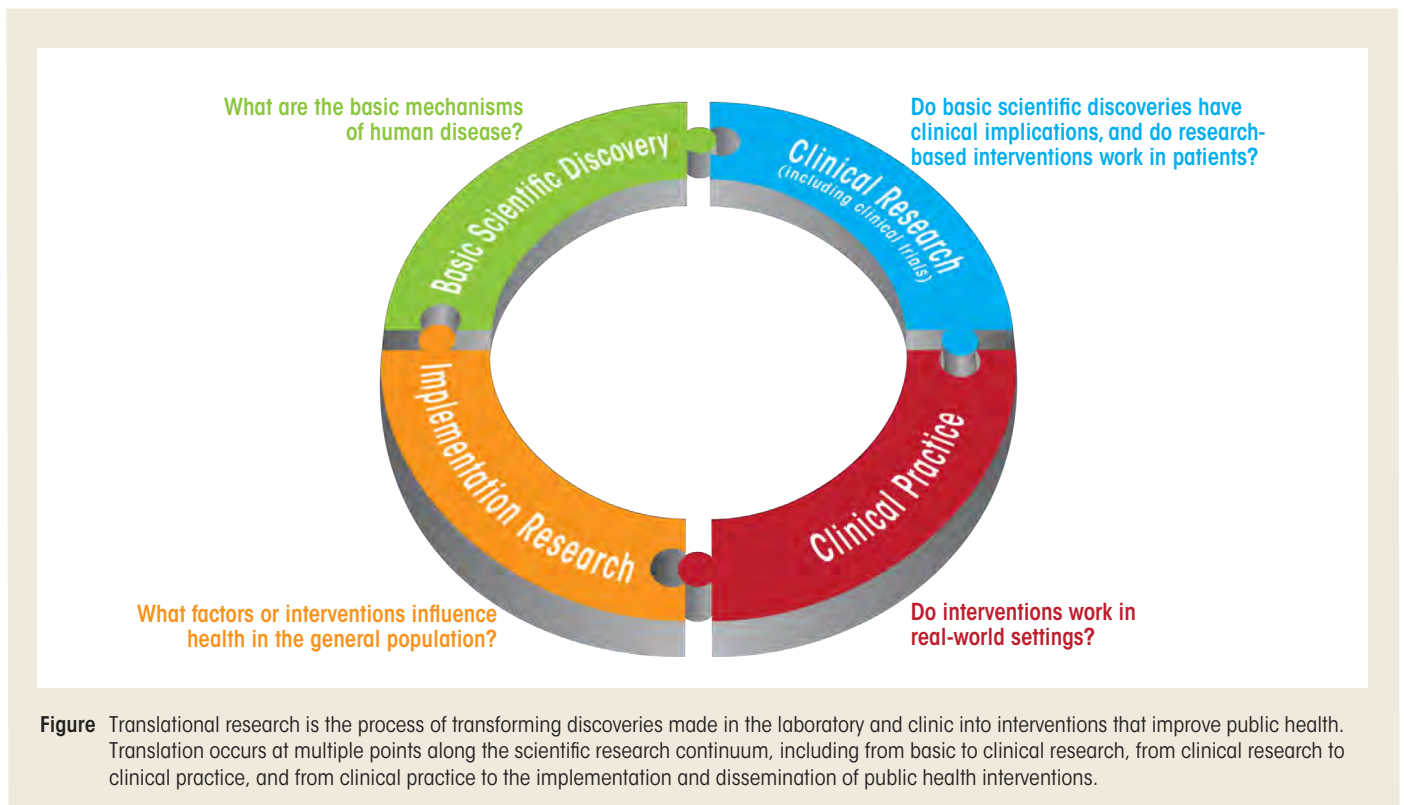 What are the basic mechanisms
of human disease?
Do basic scientific discoveries have
clinical implications, and do research-
based interventions work in patients?
Basic Scientific Discovery
Clinical Research
(including clinical trials)
Implementation Research
Clinical Practice
What factors or interventions influence
health in the general population?
Do interventions work in
real-world settings?
Figure Translational research is the process of transforming discoveries made in the laboratory and clinic into interventions that improve public health.
Translation occurs at multiple points along the scientific research continuum, including from basic to clinical research, from clinical research to
clinical practice, and from clinical practice to the implementation and dissemination of public health interventions.